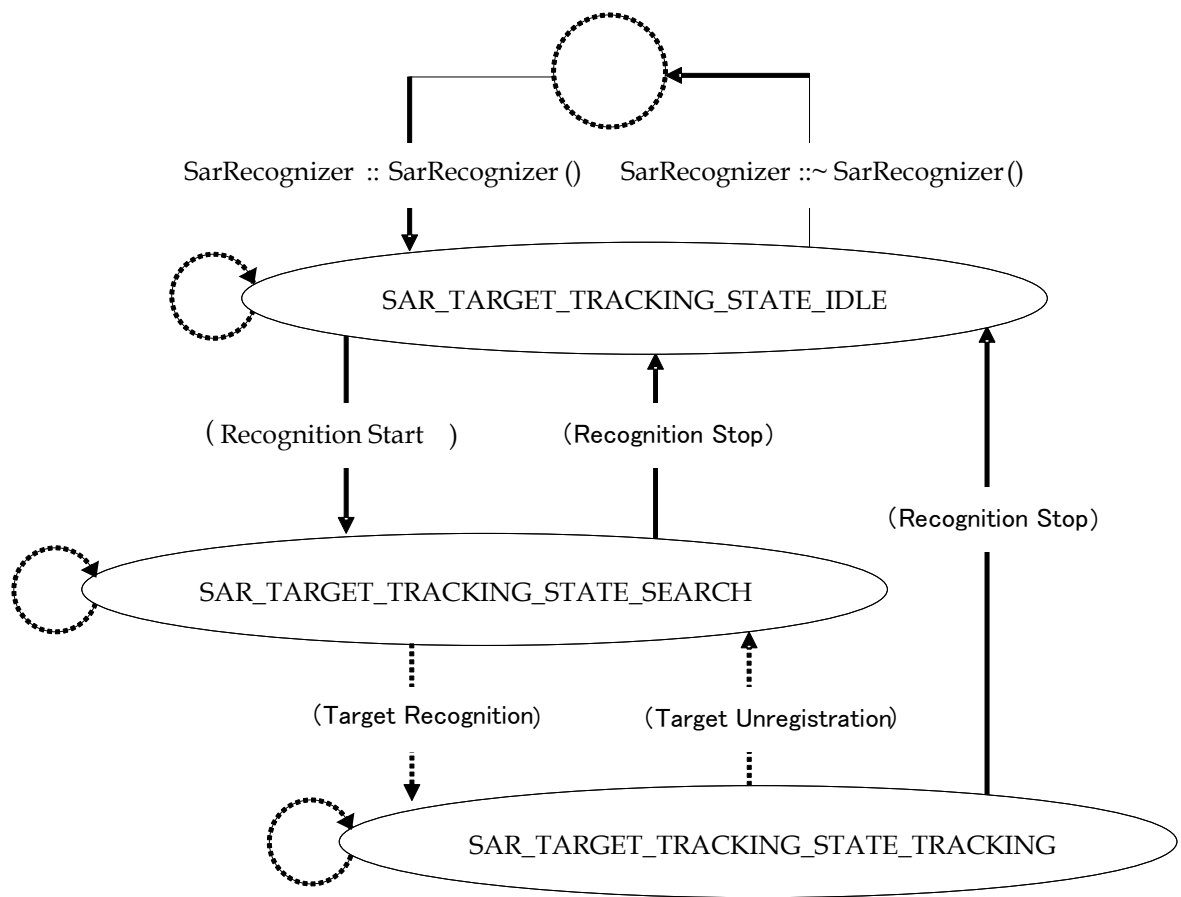 SarRecognizer :: SarRecognizer ()
SarRecognizer ::~ SarRecognizer ()
SAR_TARGET_TRACKING_STATE_IDLE
( Recognition Start )
(Recognition Stop)
(Recognition Stop)
SAR_TARGET_TRACKING_STATE_SEARCH
(Target Recognition)
(Target Unregistration)
SAR_TARGET_TRACKING_STATE_TRACKING